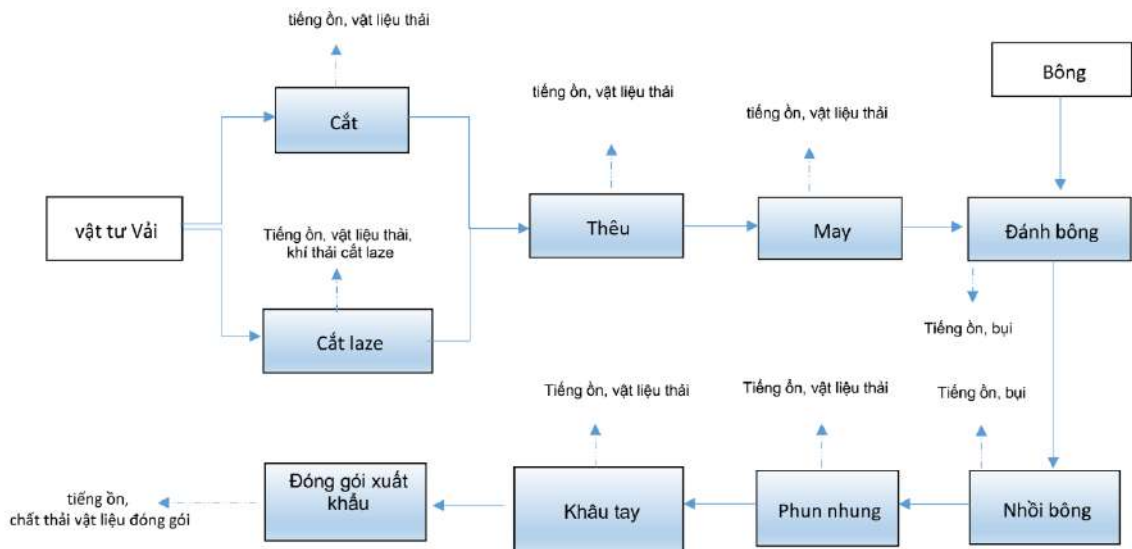 tiếng ồn, vật liệu thải
Cắt
tiếng ồn, vật liệu thải
tiếng ồn, vật liệu thải
Bông
vật tư Vải
Tiếng ồn, vật liệu thải,
khí thải cắt laze
Thêu
May
Đánh bông
Cắt laze
Tiếng ồn, bụi
Tiếng ồn, vật liệu thải
Tiếng ồn, vật liệu thải
Tiếng ồn, bụi
tiếng ồn,
chất thải vật liệu đóng gói
Đóng gói xuất
khẩu
Khâu tay
Phun nhung
Nhồi bông